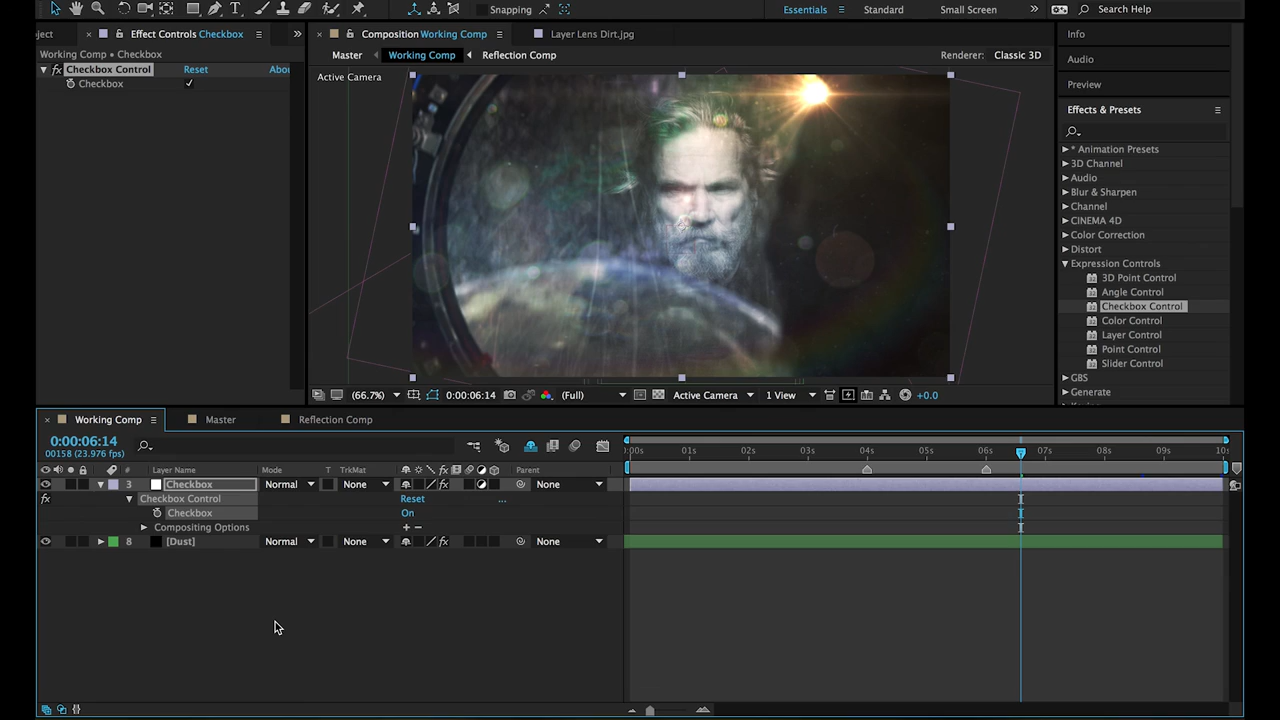 Snapping
Essentials
Standard
Small Screen
Search Help
ject
Effect Controls Checkbox
Composition Working Comp
Layer Lens Dirt.jpg
Info
Working Comp • Checkbox
Master
Working Comp
Reflection Comp
Renderer:
Classic 3D
Audio
Checkbox Control
Reset
Abou
Active Camera
Checkbox
Preview
Effects & Presets
* Animation Presets
3D Channel
Audio
Blur & Sharpen
Channel
CINEMA 4D
Color Correction
Distort
Expression Controls
3D Point Control
Angle Control
Checkbox Control
Color Control
Layer Control
Point Control
Slider Control
GBS
Generate
(66.7%)
0:00:06:14
(Full)
Active Camera
1 View
+0.0
Working Comp
Master
Reflection Comp
0:00:06:14
00158 (23.976 fps)
:00s
01s
02s
03s
04s
05s
06s
07s
08s
09s
10s
Layer Name
Mode
T
TrkMat
Parent
3
Checkbox
Normal
None
None
Checkbox Control
Reset
...
Checkbox
On
Compositing Options
8
[Dust]
Normal
None
None